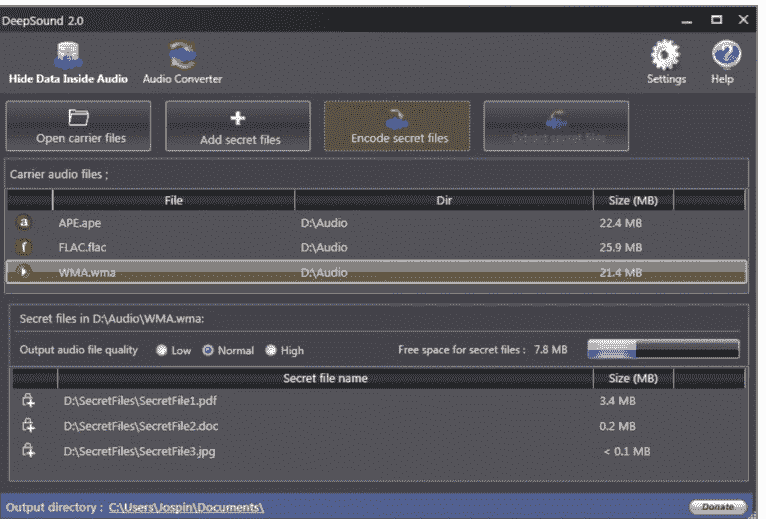 DeepSound 2.0
Hide Data Inside Audio Audio Converter Settings Help
Open carrier files Add secret files Encode secret files Extract secret files
Carrier audio files :
File Dir Size (MB)
a APE.ape D:\Audio 22.4 MB
f FLAC.flac D:\Audio 25.9 MB
WMA.wma D:\Audio 21.4 MB
Secret files in D:\Audio\WMA.wma:
Output audio file quality Low Normal High Free space for secret files : 7.8 MB
Secret file name Size (MB)
D:\SecretFiles\SecretFile1.pdf 3.4 MB
D:\SecretFiles\SecretFile2.doc 0.2 MB
D:\SecretFiles\SecretFile3.jpg < 0.1 MB
Output directory : C:\Users\Jospin\Documents\ Donate